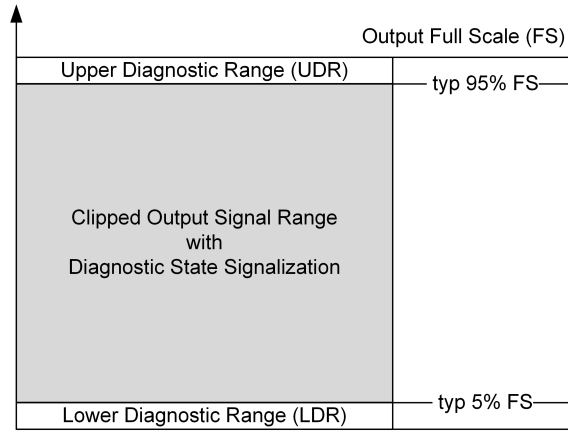 Output Full Scale (FS)
Upper Diagnostic Range (UDR)
typ 95% FS
Clipped Output Signal Range
with
Diagnostic State Signalization
typ 5% FS
Lower Diagnostic Range (LDR)